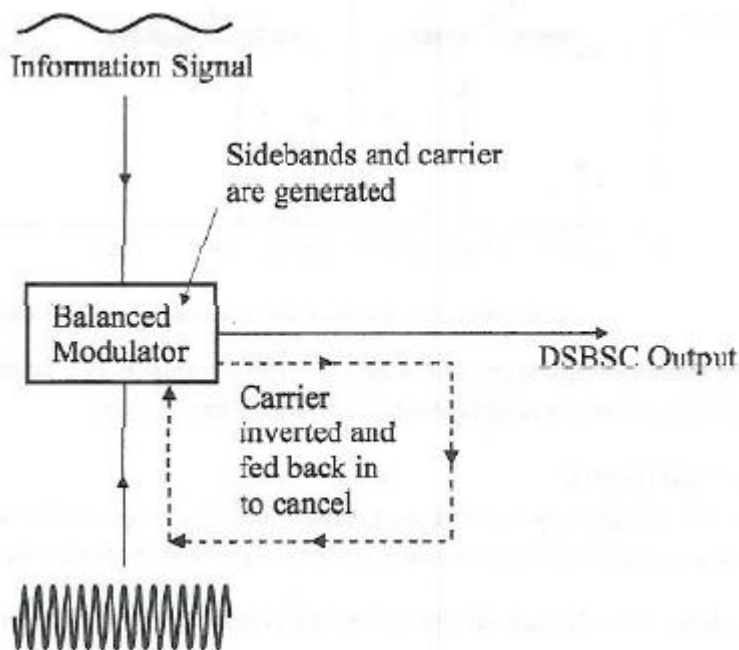 Information Signal
Sidebands and carrier
are generated
Balanced
Modulator
DSBSC Output
Carrier
inverted and
fed back in
to cancel